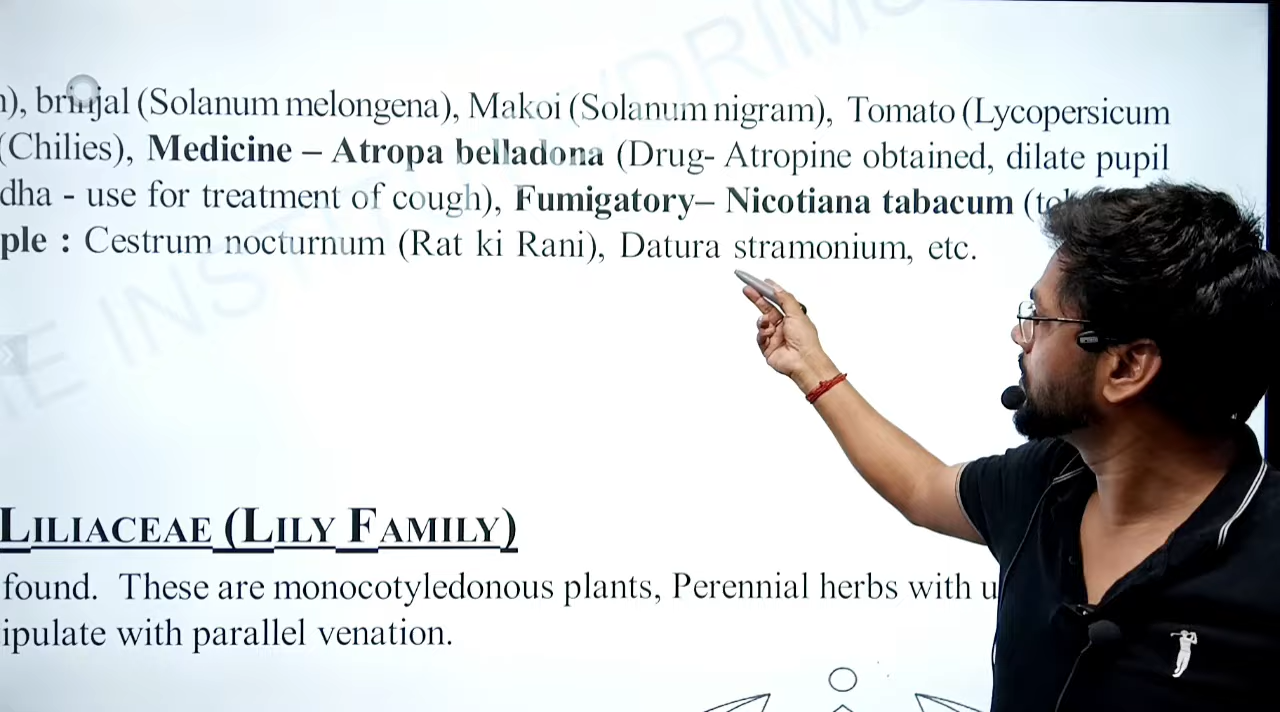 ), brinjal (Solanum melongena), Makoi (Solanum nigram), Tomato (Lycopersicum
(Chilies), Medicine – Atropa belladona (Drug- Atropine obtained, dilate pupil
dha - use for treatment of cough), Fumigatory– Nicotiana tabacum
ple : Cestrum nocturnum (Rat ki Rani), Datura stramonium, etc.
LILIACEAE (LILY FAMILY)
found. These are monocotyledonous plants, Perennial herbs with u
ipulate with parallel venation.